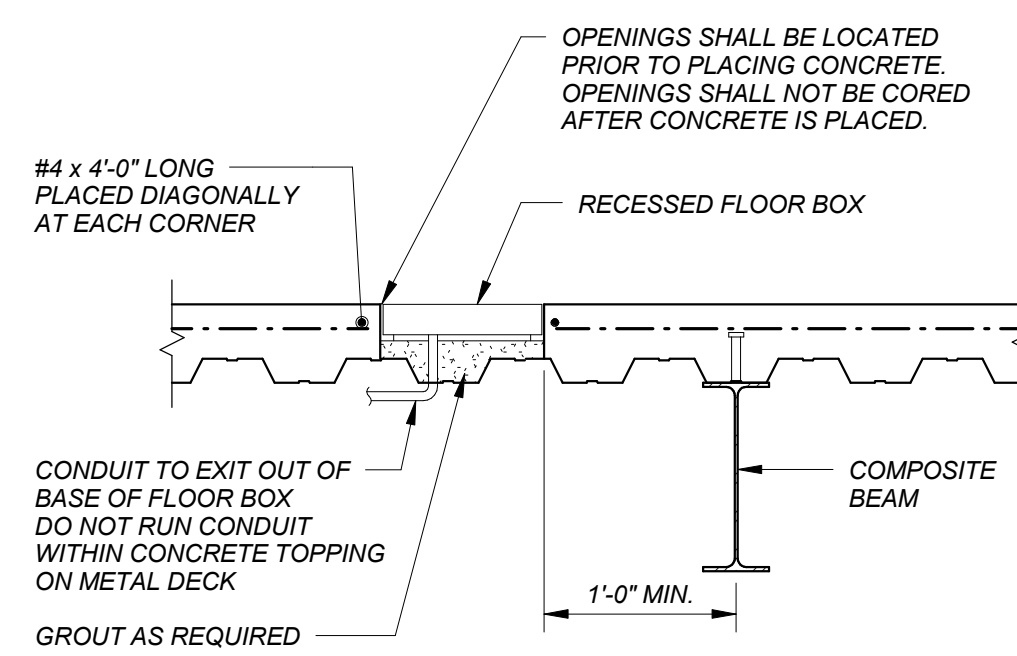 OPENINGS SHALL BE LOCATED
PRIOR TO PLACING CONCRETE.
OPENINGS SHALL NOT BE CORED
AFTER CONCRETE IS PLACED.
#4 x 4'-0" LONG
PLACED DIAGONALLY
AT EACH CORNER
RECESSED FLOOR BOX
CONDUIT TO EXIT OUT OF
BASE OF FLOOR BOX
DO NOT RUN CONDUIT
WITHIN CONCRETE TOPPING
ON METAL DECK
COMPOSITE
BEAM
1'-0" MIN.
GROUT AS REQUIRED